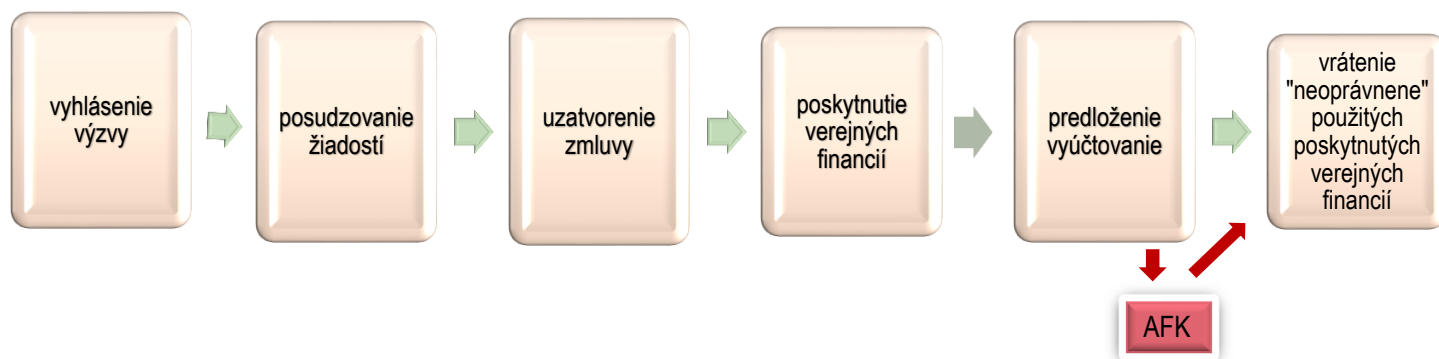 vyhlásenie
výzvy
posudzovanie
žiadostí
uzatvorenie
zmluvy
poskytnutie
verejných
financií
predloženie
vyúčtovanie
vrátenie
"neoprávnene"
použitých
poskytnutých
verejných
financií
AFK